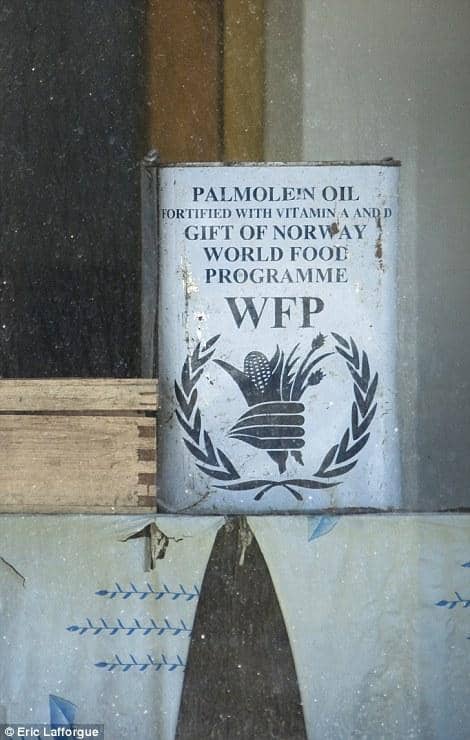 PALMOLEIN OIL
FORTIFIED WITH VITAMIN A AND D
GIFT OF NORWAY
WORLD FOOD
PROGRAMME
WFP
© Eric Lafforgue